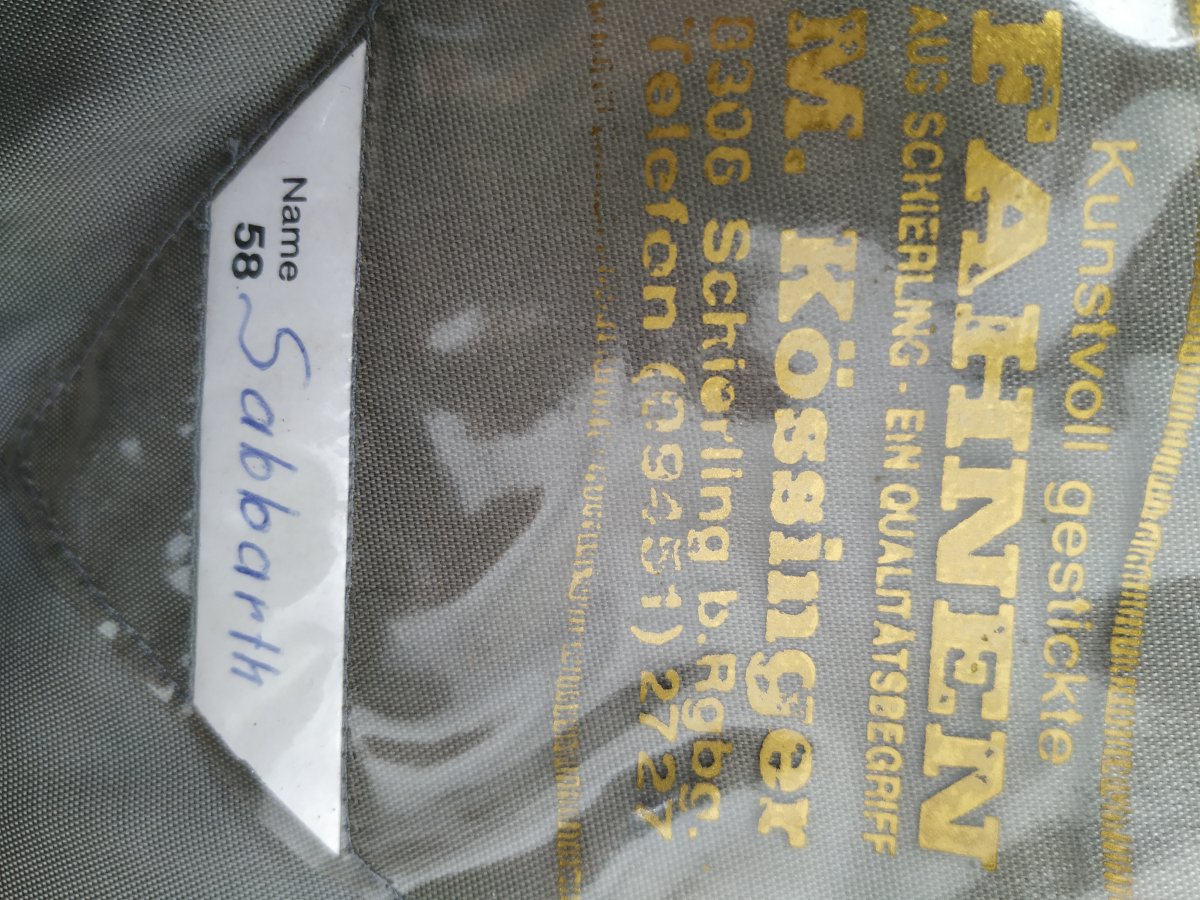 Kunstvoll gestickte
FAHNEN
AUS SCHIERLING - EIN QUALITÄTSBEGRIFF
M. Kössinger
8306 Schierling b. Rgbg.
Telefon (09451) 2727
Name
58 Sabbarth